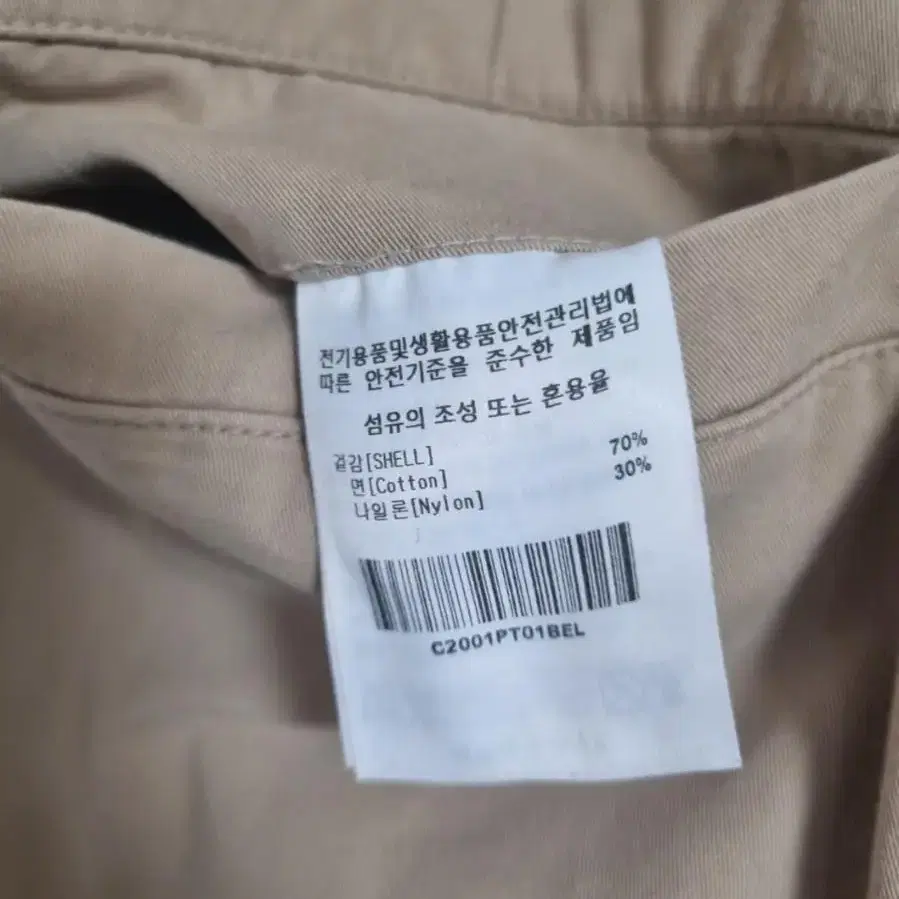 전기용품및생활용품안전관리법에
따른 안전기준을 준수한 제품임
섬유의 조성 또는 혼용율
겉감[SHELL]
면[Cotton] 70%
나일론[Nylon] 30%
C2001PT01BEL